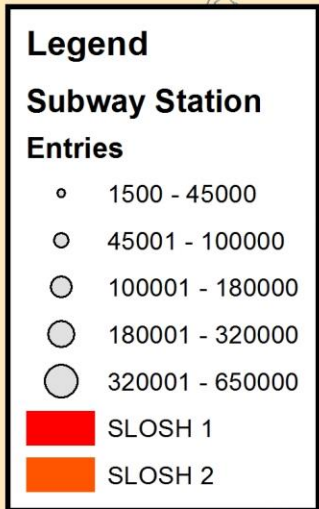 Legend
Subway Station
Entries
1500 - 45000
45001 - 100000
100001 - 180000
180001 - 320000
320001 - 650000
SLOSH 1
SLOSH 2